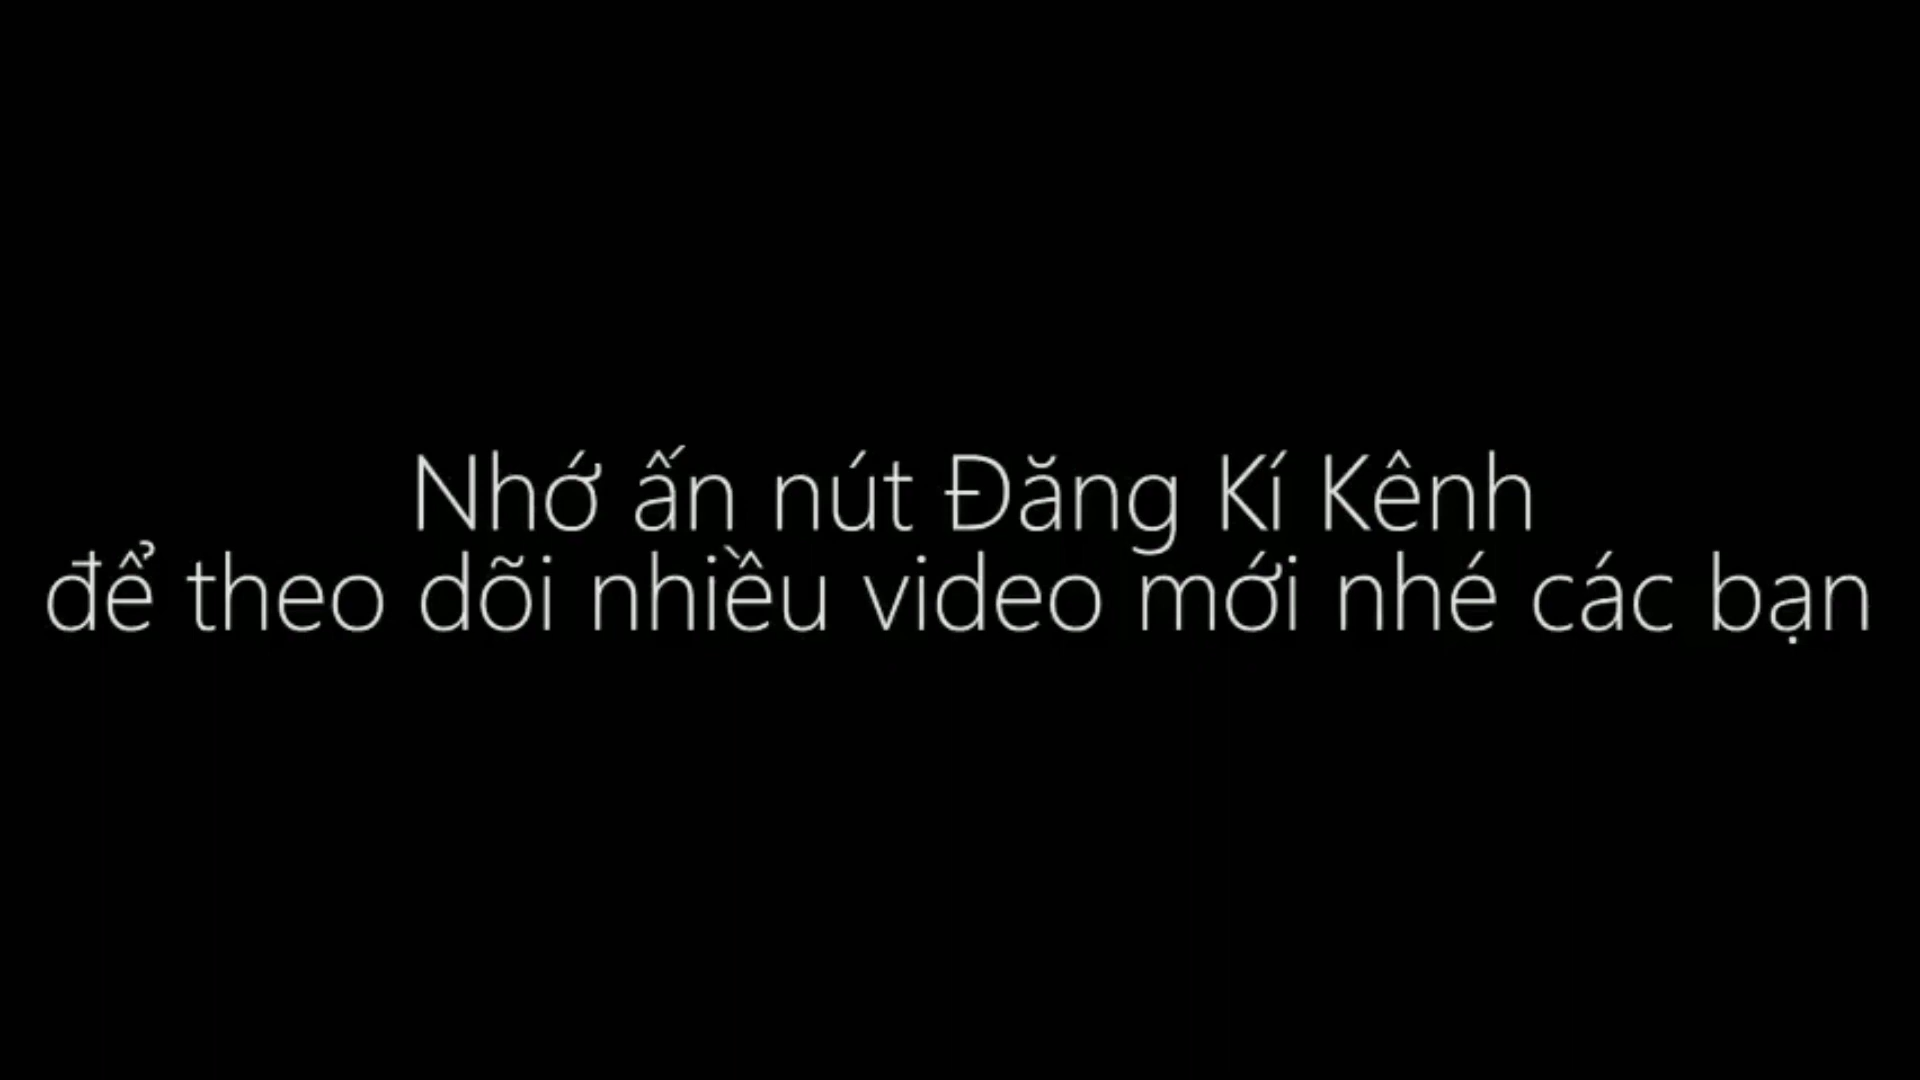 Nhớ ấn nút Đăng Kí Kênh
để theo dõi nhiều video mới nhé các bạn